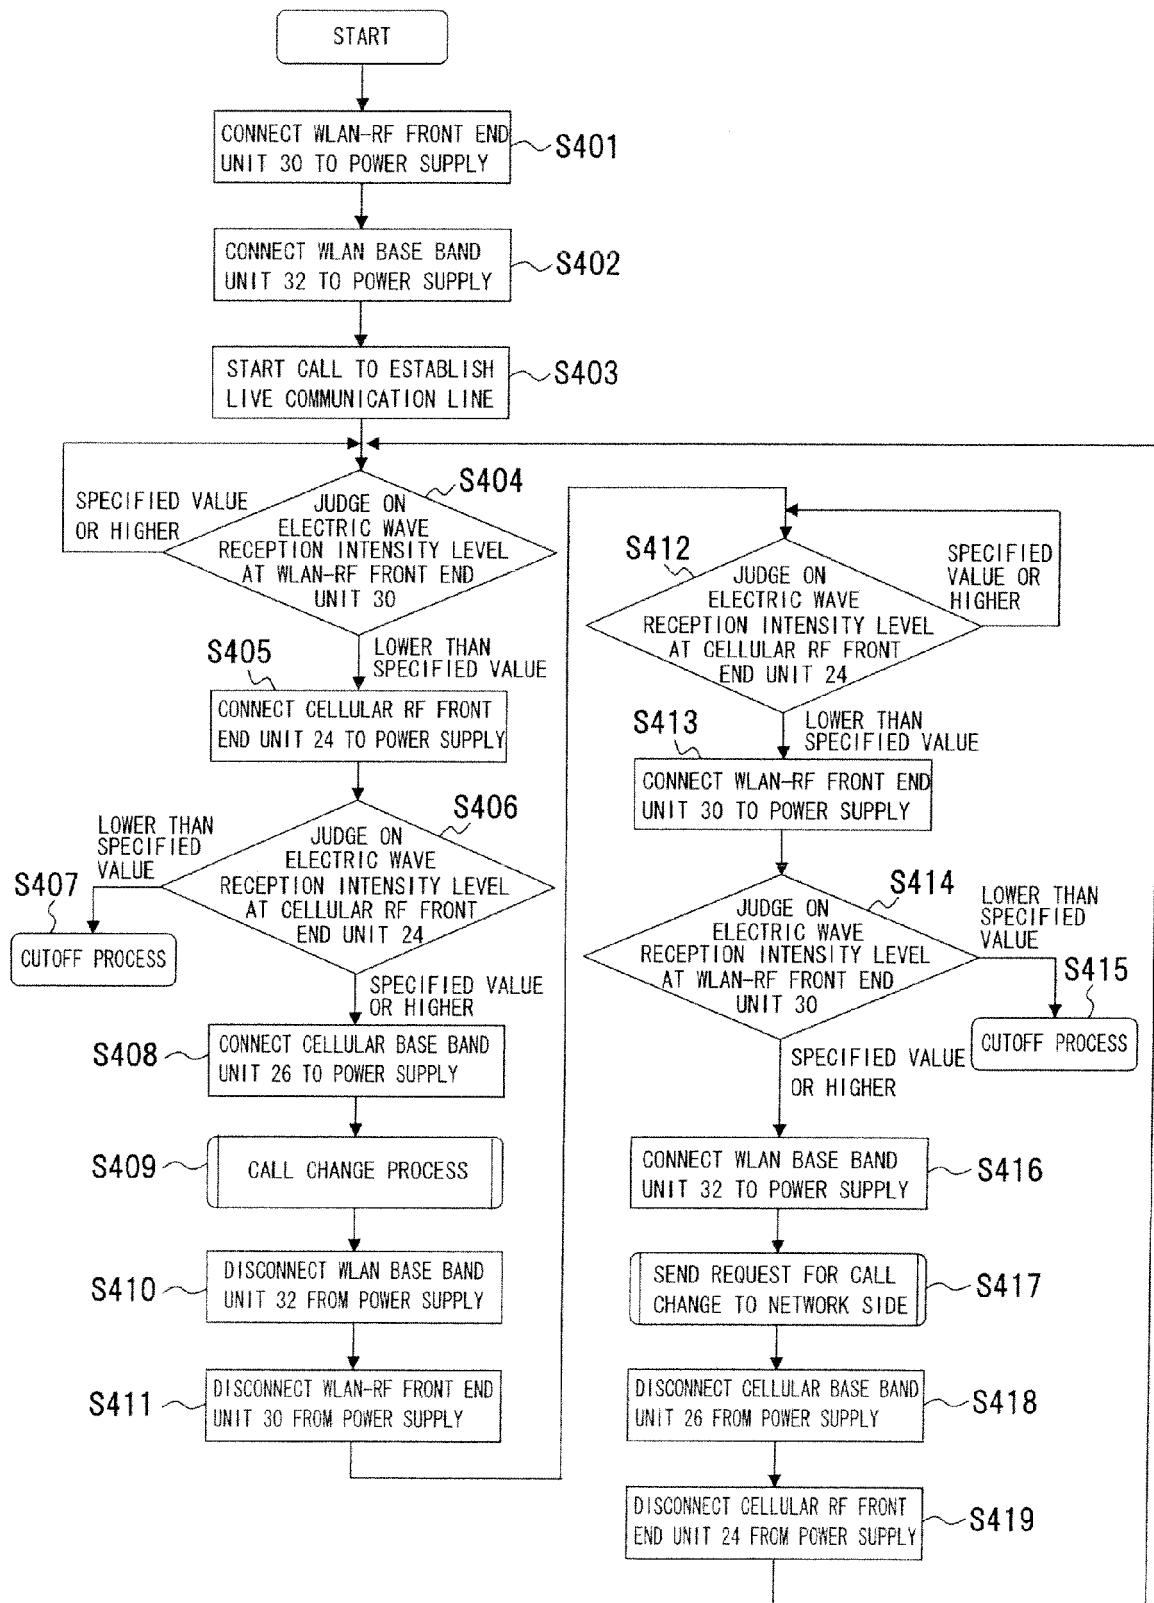 START
CONNECT WLAN-RF FRONT END
UNIT 30 TO POWER SUPPLY
S401
CONNECT WLAN BASE BAND
UNIT 32 TO POWER SUPPLY
S402
START CALL TO ESTABLISH
LIVE COMMUNICATION LINE
S403
S404
SPECIFIED VALUE
OR HIGHER
JUDGE ON
ELECTRIC WAVE
RECEPTION INTENSITY LEVEL
AT WLAN-RF FRONT END
UNIT 30
LOWER THAN
SPECIFIED VALUE
S405
CONNECT CELLULAR RF FRONT
END UNIT 24 TO POWER SUPPLY
S406
LOWER THAN
SPECIFIED
VALUE
JUDGE ON
ELECTRIC WAVE
RECEPTION INTENSITY LEVEL
AT CELLULAR RF FRONT
END UNIT 24
S407
CUTOFF PROCESS
SPECIFIED VALUE
OR HIGHER
S408
CONNECT CELLULAR BASE BAND
UNIT 26 TO POWER SUPPLY
S409
CALL CHANGE PROCESS
S410
DISCONNECT WLAN BASE BAND
UNIT 32 FROM POWER SUPPLY
S411
DISCONNECT WLAN-RF FRONT END
UNIT 30 FROM POWER SUPPLY
S412
JUDGE ON
ELECTRIC WAVE
RECEPTION INTENSITY LEVEL
AT CELLULAR RF FRONT
END UNIT 24
SPECIFIED
VALUE OR
HIGHER
LOWER THAN
SPECIFIED VALUE
S413
CONNECT WLAN-RF FRONT END
UNIT 30 TO POWER SUPPLY
S414
JUDGE ON
ELECTRIC WAVE
RECEPTION INTENSITY LEVEL
AT WLAN-RF FRONT END
UNIT 30
LOWER THAN
SPECIFIED
VALUE
S415
CUTOFF PROCESS
SPECIFIED VALUE
OR HIGHER
CONNECT WLAN BASE BAND
UNIT 32 TO POWER SUPPLY
S416
SEND REQUEST FOR CALL
CHANGE TO NETWORK SIDE
S417
DISCONNECT CELLULAR BASE BAND
UNIT 26 FROM POWER SUPPLY
S418
DISCONNECT CELLULAR RF FRONT
END UNIT 24 FROM POWER SUPPLY
S419